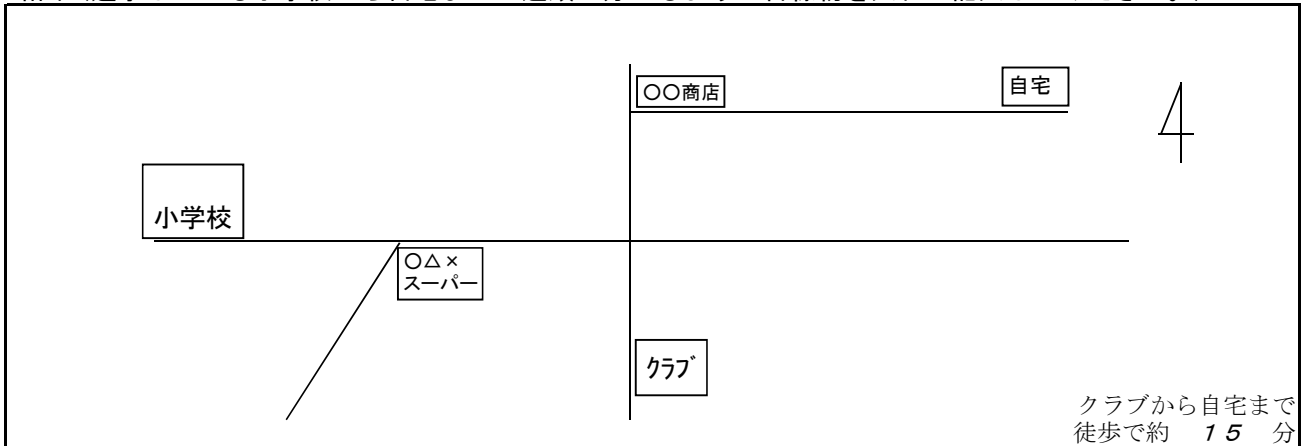 〇〇商店
自宅
小学校
〇△×
スーパー
クラブ
クラブから自宅まで
徒歩で約 15 分